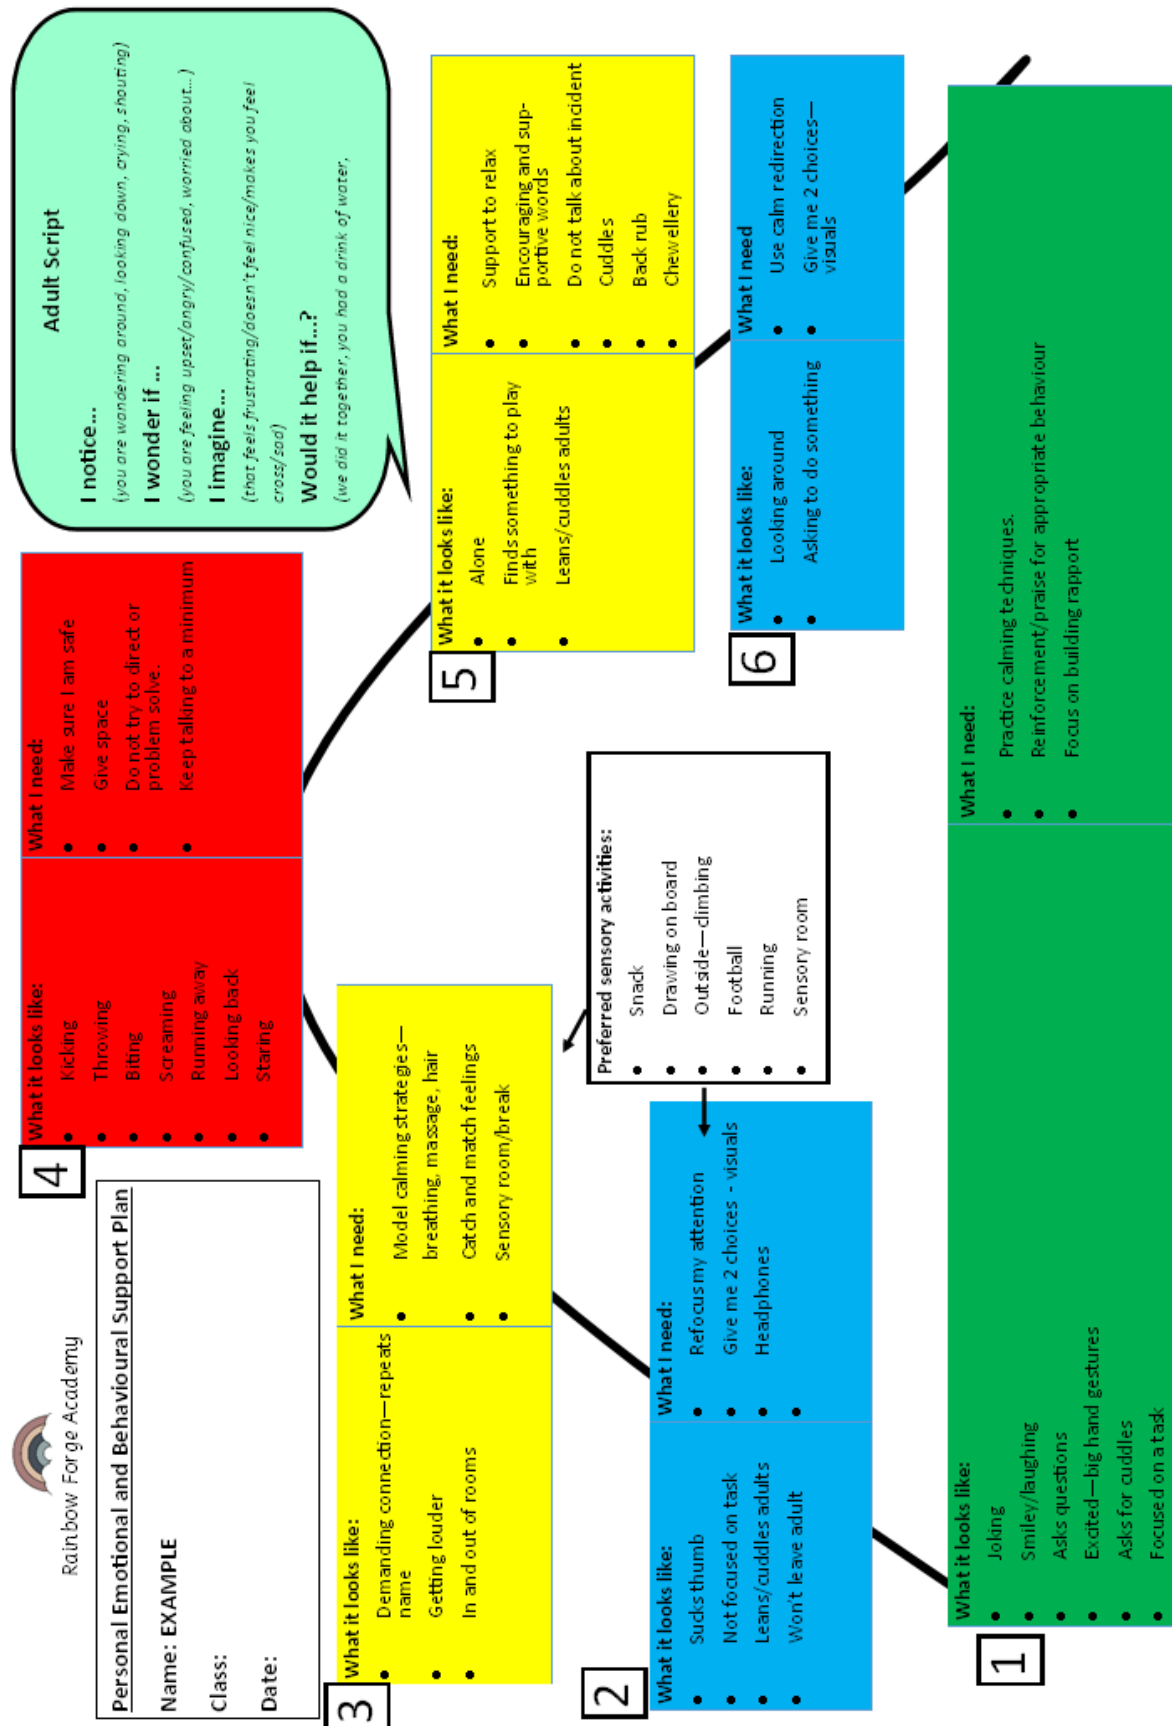 Rainbow Forge Academy
Personal Emotional and Behavioural Support Plan
Name: EXAMPLE
Class:
Date:
4
What it looks like:
• Kicking
• Throwing
• Biting
• Screaming
• Running away
• Looking back
• Staring
What I need:
• Make sure I am safe
• Give space
• Do not try to direct or
problem solve.
• Keep talking to a minimum
Adult Script
I notice...
(you are wandering around, looking down, crying, shouting)
I wonder if ...
(you are feeling upset/angry/confused, worried about...)
I imagine...
(that feels frustrating/doesn't feel nice/makes you feel
cross/sad)
Would it help if...?
(we did it together, you had a drink of water,
3
What it looks like:
• Demanding connection—repeats
name
• Getting louder
• In and out of rooms
What I need:
• Model calming strategies—
breathing, massage, hair
• Catch and match feelings
• Sensory room/break
5
What it looks like:
• Alone
• Finds something to play
with
• Leans/cuddles adults
What I need:
• Support to relax
• Encouraging and sup-
portive words
• Do not talk about incident
• Cuddles
• Back rub
• Chewellery
Preferred sensory activities:
• Snack
• Drawing on board
• Outside—climbing
• Football
• Running
• Sensory room
2
What it looks like:
• Sucks thumb
• Not focused on task
• Leans/cuddles adults
• Won't leave adult
What I need:
• Refocus my attention
• Give me 2 choices - visuals
• Headphones
•
6
What it looks like:
• Looking around
• Asking to do something
What I need
• Use calm redirection
• Give me 2 choices—
visuals
1
What it looks like:
• Joking
• Smiley/laughing
• Asks questions
• Excited—big hand gestures
• Asks for cuddles
• Focused on a task
What I need:
• Practice calming techniques.
• Reinforcement/praise for appropriate behaviour
• Focus on building rapport